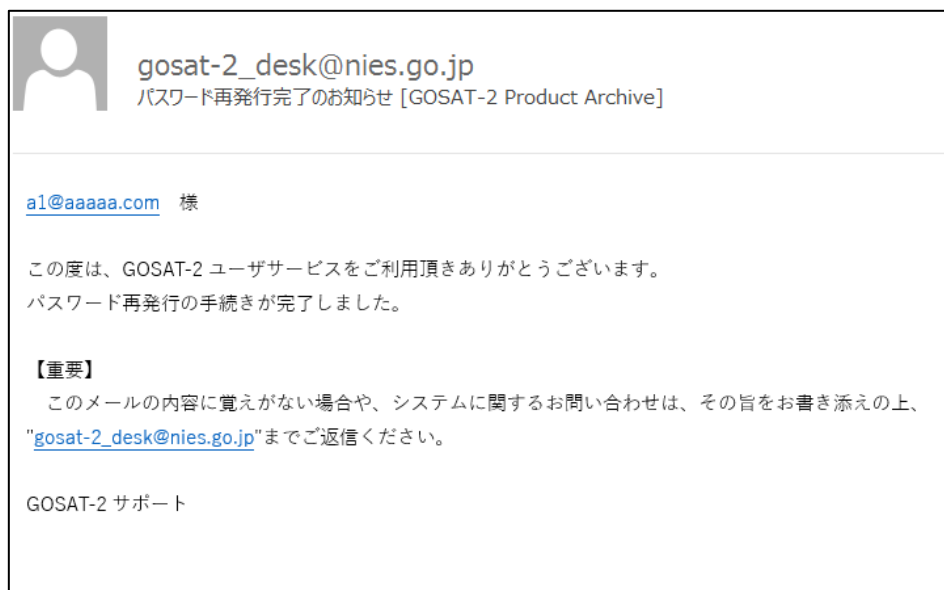 gosat-2_desk@nies.go.jp
パスワード再発行完了のお知らせ [GOSAT-2 Product Archive]
a1@aaaaa.com　様
この度は、GOSAT-2 ユーザサービスをご利用頂きありがとうございます。
パスワード再発行の手続きが完了しました。
【重要】
　このメールの内容に覚えがない場合や、システムに関するお問い合わせは、その旨をお書き添えの上、
"gosat-2_desk@nies.go.jp"までご返信ください。
GOSAT-2 サポート